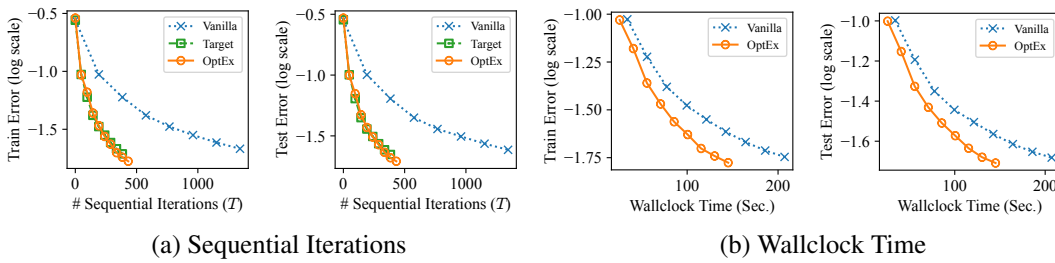 Train Error (log scale)
−0.5
−1.0
−1.5
0
500
1000
# Sequential Iterations (T)
Vanilla
Target
OptEx
Test Error (log scale)
−0.5
−1.0
−1.5
0
500
1000
# Sequential Iterations (T)
Vanilla
Target
OptEx
(a) Sequential Iterations
Train Error (log scale)
−1.00
−1.25
−1.50
−1.75
100
200
Wallclock Time (Sec.)
Vanilla
OptEx
Test Error (log scale)
−1.0
−1.2
−1.4
−1.6
100
200
Wallclock Time (Sec.)
Vanilla
OptEx
(b) Wallclock Time